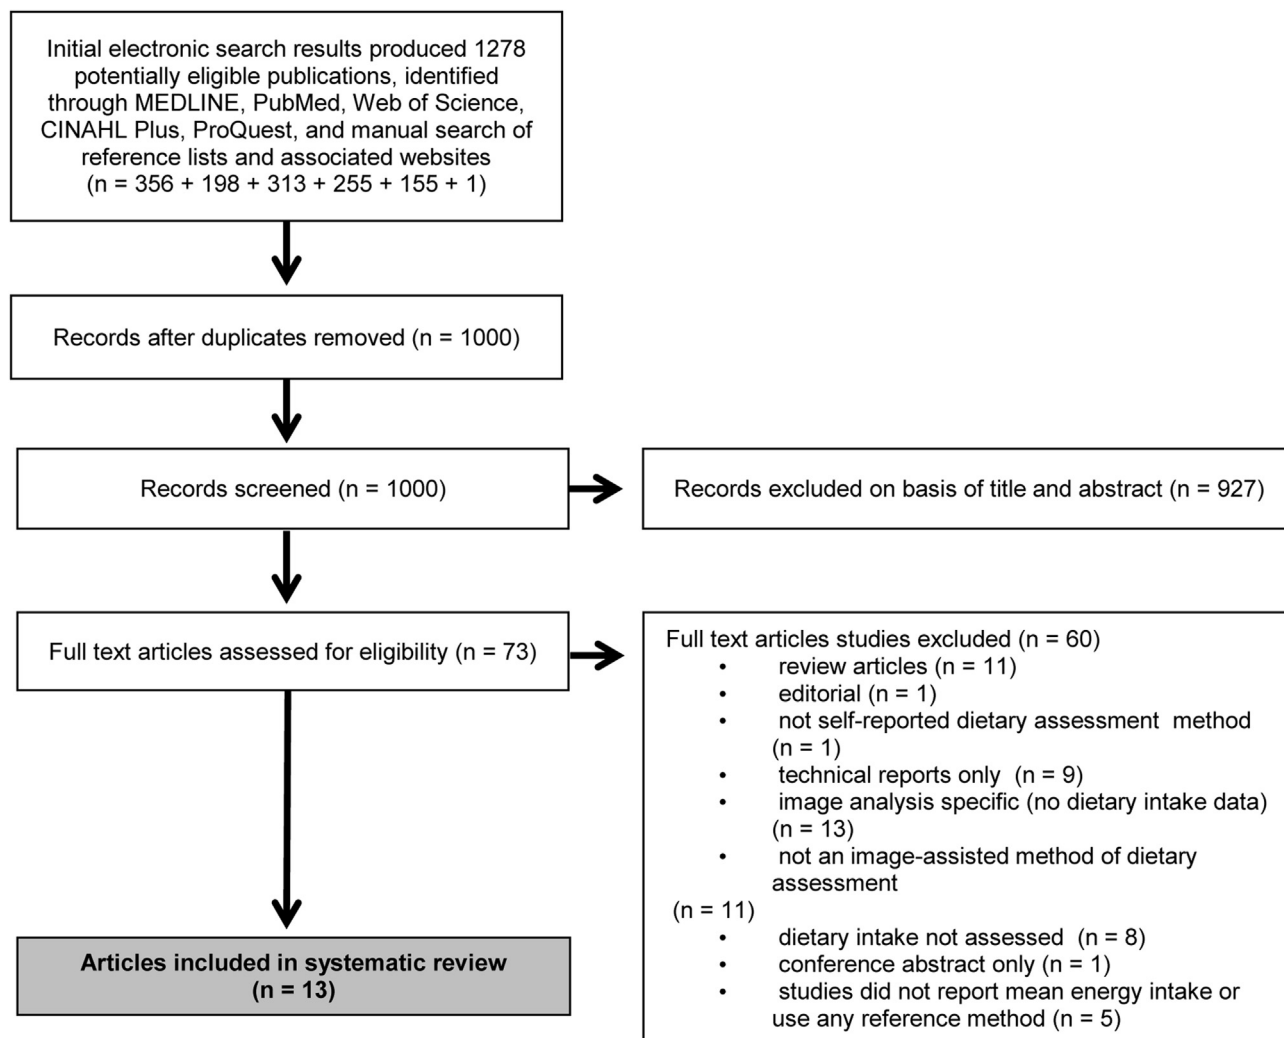 Initial electronic search results produced 1278
potentially eligible publications, identified
through MEDLINE, PubMed, Web of Science,
CINAHL Plus, ProQuest, and manual search of
reference lists and associated websites
(n = 356 + 198 + 313 + 255 + 155 + 1)
Records after duplicates removed (n = 1000)
Records screened (n = 1000)
Records excluded on basis of title and abstract (n = 927)
Full text articles assessed for eligibility (n = 73)
Full text articles studies excluded (n = 60)
• review articles (n = 11)
• editorial (n = 1)
• not self-reported dietary assessment method
(n = 1)
• technical reports only (n = 9)
• image analysis specific (no dietary intake data)
(n = 13)
• not an image-assisted method of dietary
assessment
(n = 11)
• dietary intake not assessed (n = 8)
• conference abstract only (n = 1)
• studies did not report mean energy intake or
use any reference method (n = 5)
Articles included in systematic review
(n = 13)